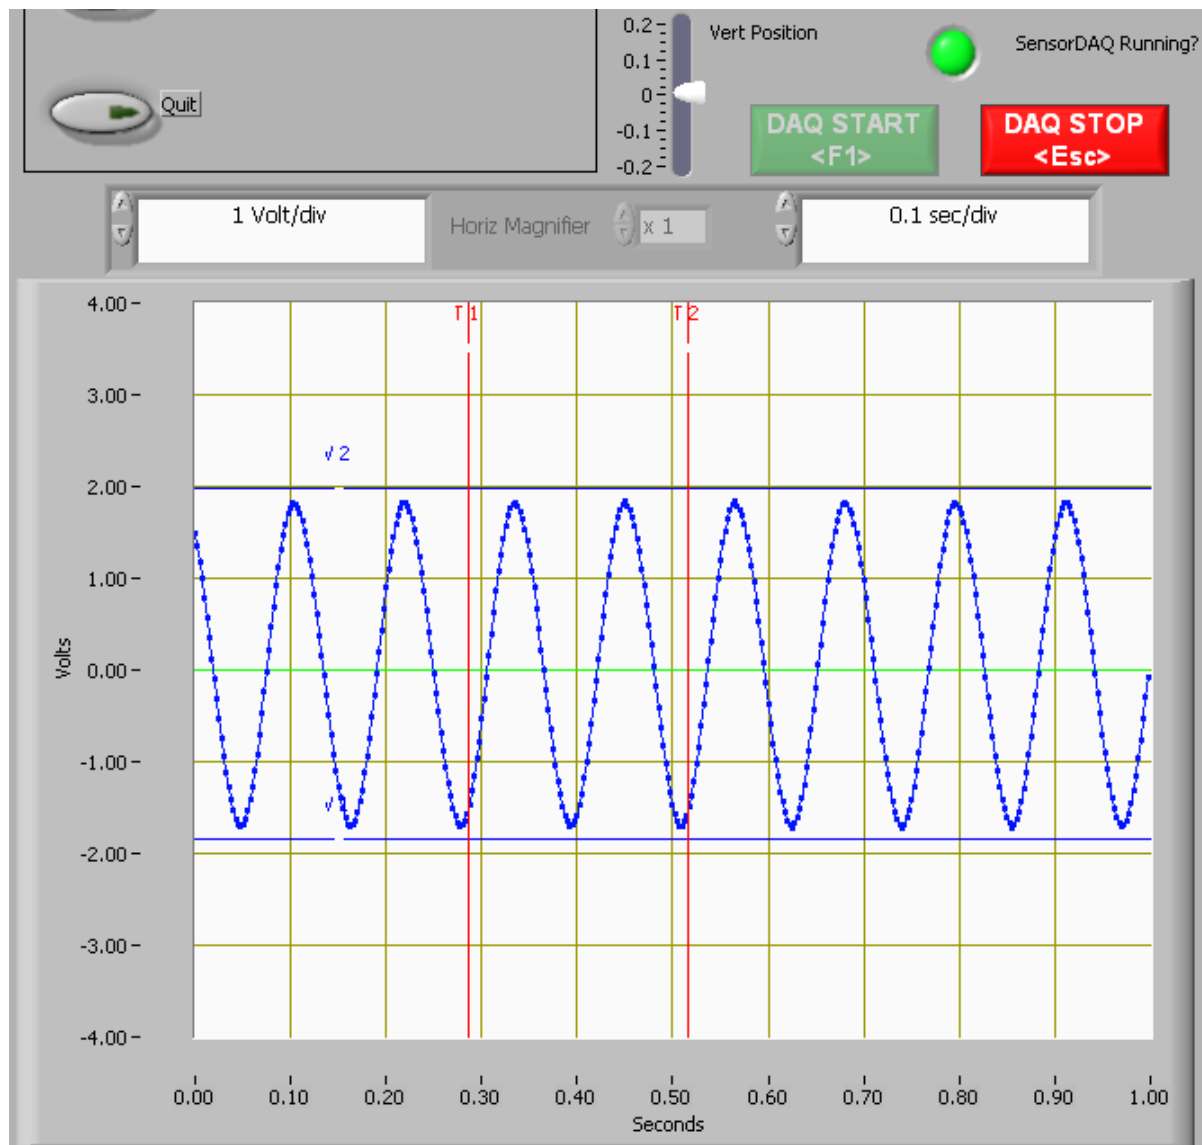 0.2
Vert Position
SensorDAQ Running?
0.1
Quit
0
DAQ START
<F1>
DAQ STOP
<Esc>
-0.1
-0.2
1 Volt/div
Horiz Magnifier
x 1
0.1 sec/div
4.00
T 1
T 2
3.00
√ 2
2.00
1.00
Volts
0.00
-1.00
-2.00
-3.00
-4.00
0.00 0.10 0.20 0.30 0.40 0.50 0.60 0.70 0.80 0.90 1.00
Seconds